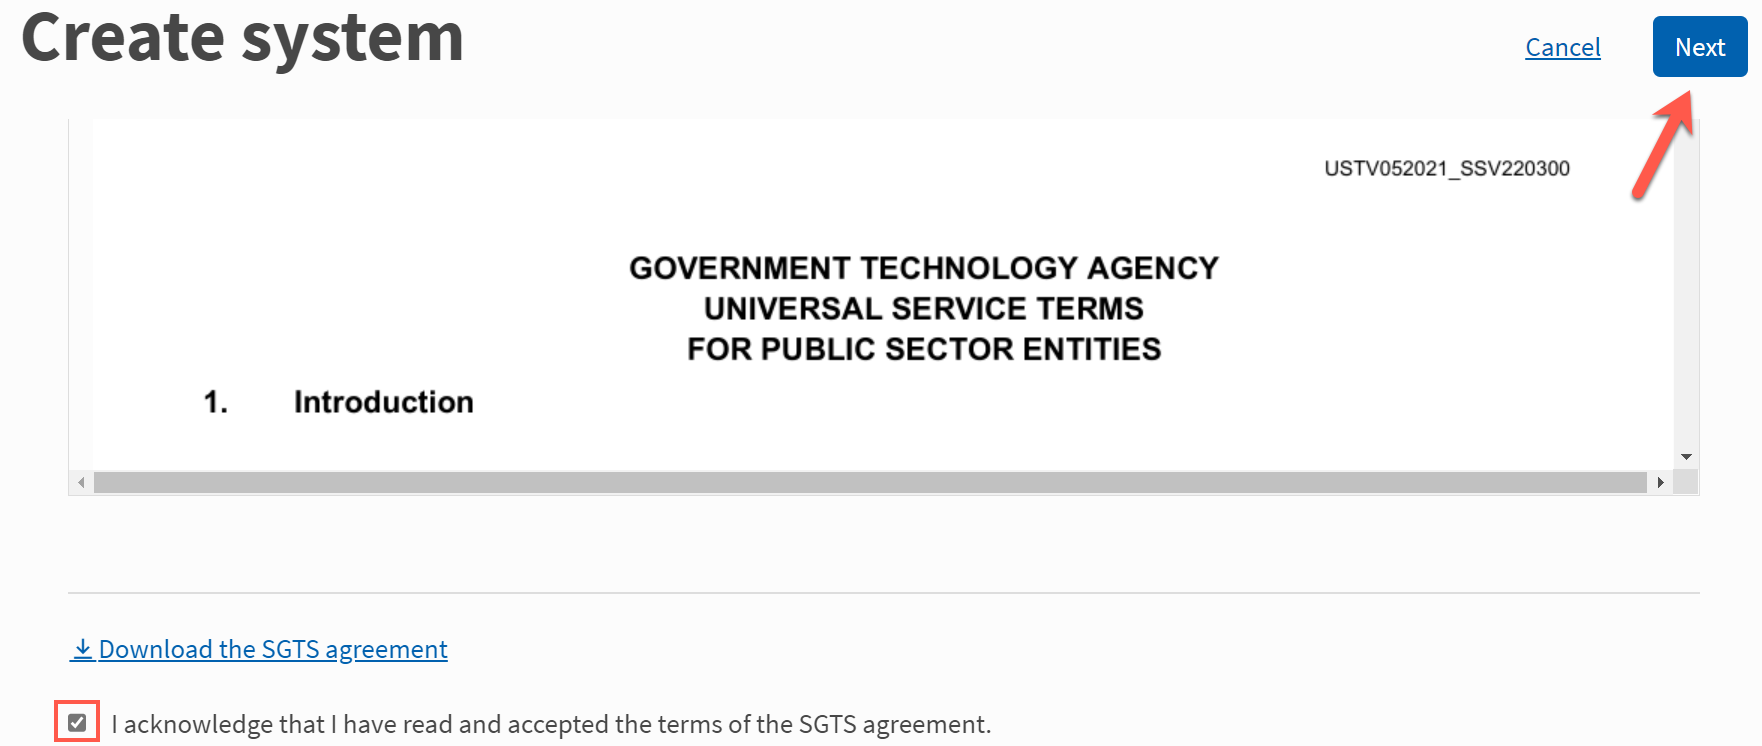 Create system
Cancel
Next
USTV052021_SSV220300
GOVERNMENT TECHNOLOGY AGENCY
UNIVERSAL SERVICE TERMS
FOR PUBLIC SECTOR ENTITIES
1. Introduction
Download the SGTS agreement
I acknowledge that I have read and accepted the terms of the SGTS agreement.